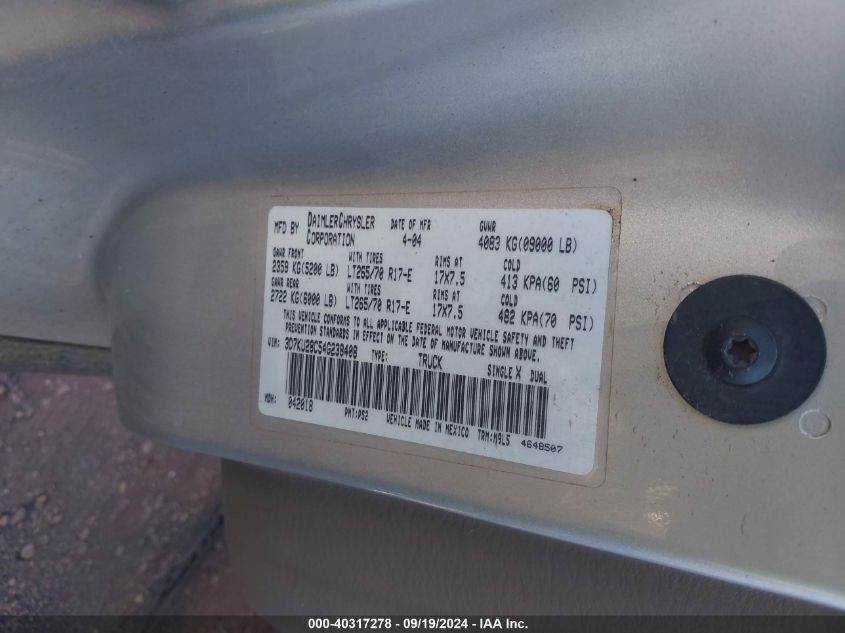 MFD BY DAIMLERCHRYSLER CORPORATION DATE OF MFR 4-04 GVWR 4083 KG(09000 LB)
GAWR FRONT WITH TIRES RIMS AT COLD
2359 KG(5200 LB) LT265/70 R17-E 17X7.5 413 KPA(60 PSI)
GAWR REAR WITH TIRES RIMS AT COLD
2722 KG(6000 LB) LT265/70 R17-E 17X7.5 482 KPA(70 PSI)
THIS VEHICLE CONFORMS TO ALL APPLICABLE FEDERAL MOTOR VEHICLE SAFETY AND THEFT
PREVENTION STANDARDS IN EFFECT ON THE DATE OF MANUFACTURE SHOWN ABOVE.
VIN: 3D7KU28C54G238408 TYPE: TRUCK SINGLE X DUAL
MDH: 042018 PNT:PS2 VEHICLE MADE IN MEXICO TRM:M9L5 4648507
000-40317278 - 09/19/2024 - IAA Inc.